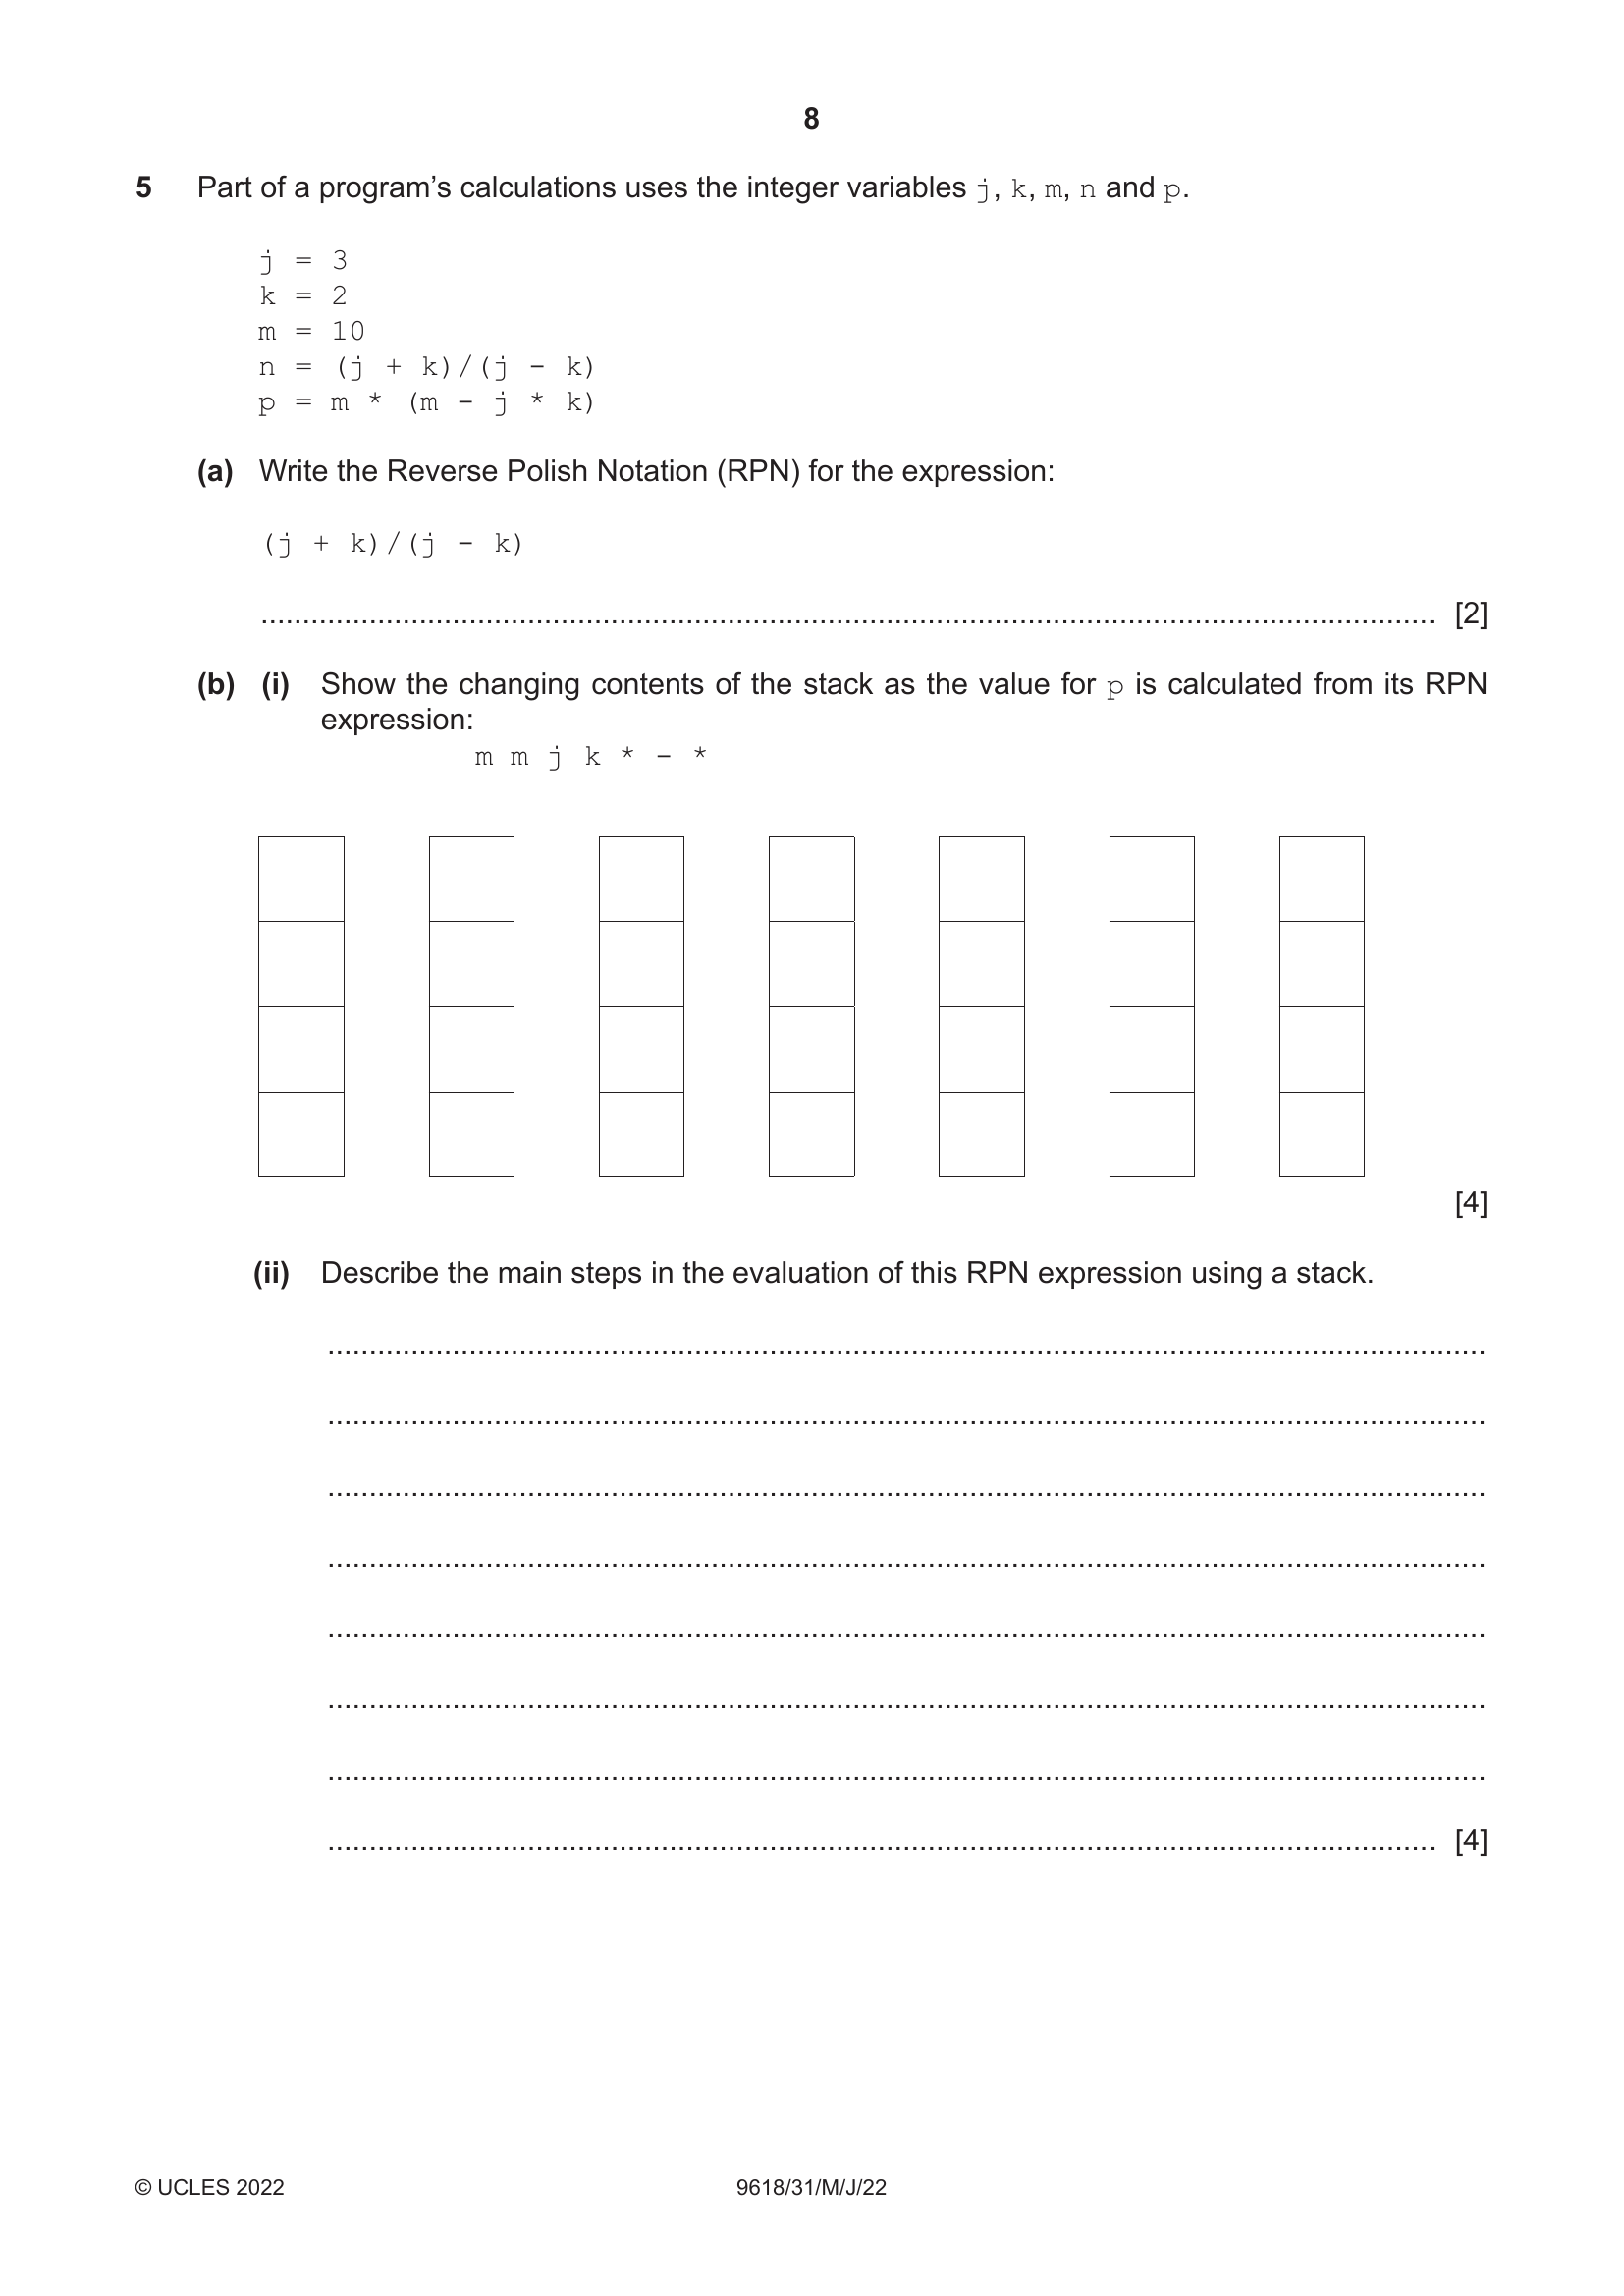 8
5 Part of a program’s calculations uses the integer variables j, k, m, n and p.
j = 3
k = 2
m = 10
n = (j + k)/(j - k)
p = m * (m - j * k)
(a) Write the Reverse Polish Notation (RPN) for the expression:
(j + k)/(j - k)
.......................................................................................................................................... [2]
(b) (i) Show the changing contents of the stack as the value for p is calculated from its RPN
expression:
m m j k * - *
[4]
(ii) Describe the main steps in the evaluation of this RPN expression using a stack.
..........................................................................................................................................
..........................................................................................................................................
..........................................................................................................................................
..........................................................................................................................................
..........................................................................................................................................
..........................................................................................................................................
..........................................................................................................................................
.................................................................................................................................... [4]
© UCLES 2022 9618/31/M/J/22